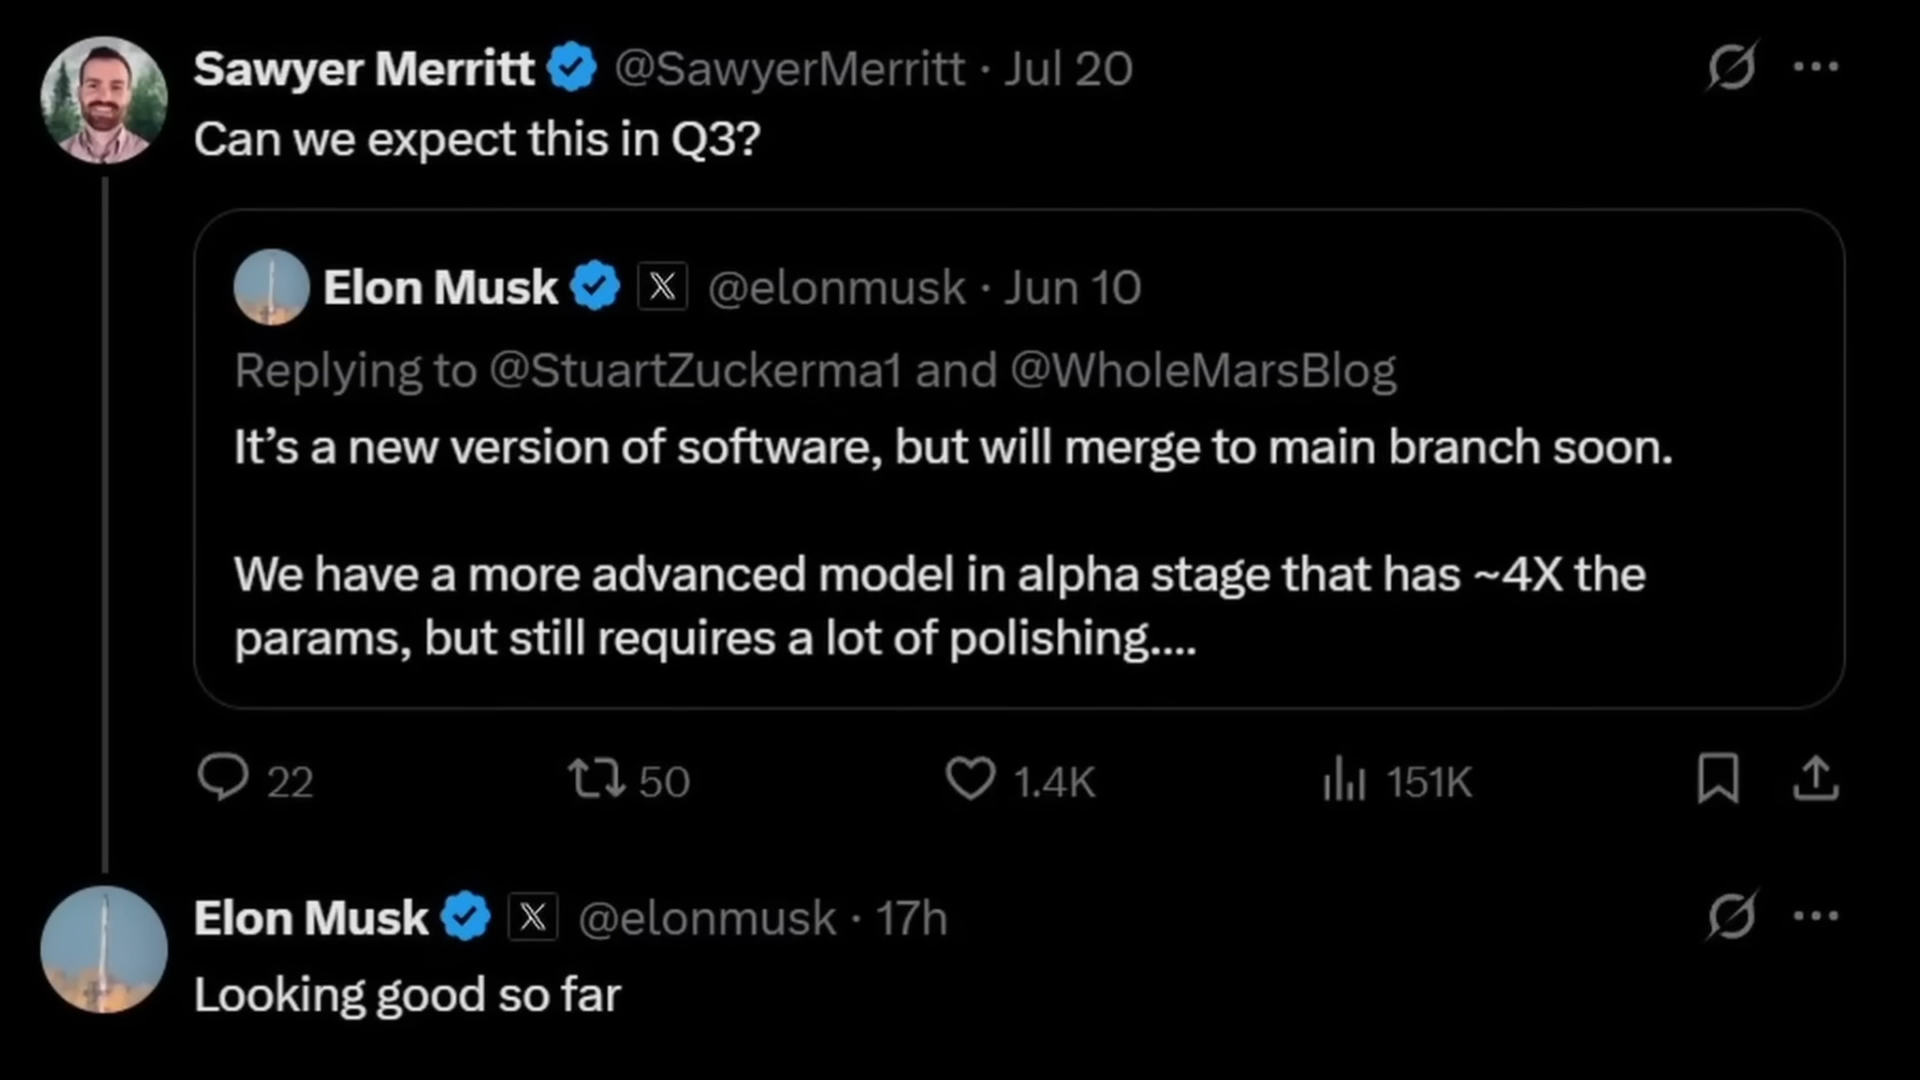 Sawyer Merritt @SawyerMerritt · Jul 20
Can we expect this in Q3?
Elon Musk X @elonmusk · Jun 10
Replying to @StuartZuckerma1 and @WholeMarsBlog
It’s a new version of software, but will merge to main branch soon.
We have a more advanced model in alpha stage that has ~4X the
params, but still requires a lot of polishing....
22 50 1.4K 151K
Elon Musk X @elonmusk · 17h
Looking good so far